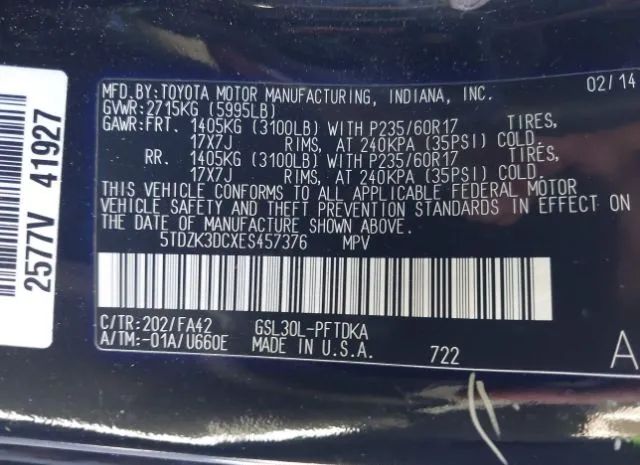 MFD.BY:TOYOTA MOTOR MANUFACTURING, INDIANA, INC. 02/14
GVWR:2715KG (5995LB)
GAWR:FRT. 1405KG (3100LB) WITH P235/60R17 TIRES,
17X7J RIMS, AT 240KPA (35PSI) COLD.
RR. 1405KG (3100LB) WITH P235/60R17 TIRES,
17X7J RIMS, AT 240KPA (35PSI) COLD.
THIS VEHICLE CONFORMS TO ALL APPLICABLE FEDERAL MOTOR
VEHICLE SAFETY AND THEFT PREVENTION STANDARDS IN EFFECT ON
THE DATE OF MANUFACTURE SHOWN ABOVE.
5TDZK3DCXES457376 MPV
C/TR:202/FA42 GSL30L-PFTDKA
A/TM:-01A/U660E MADE IN U.S.A. 722 A
2577V 41927